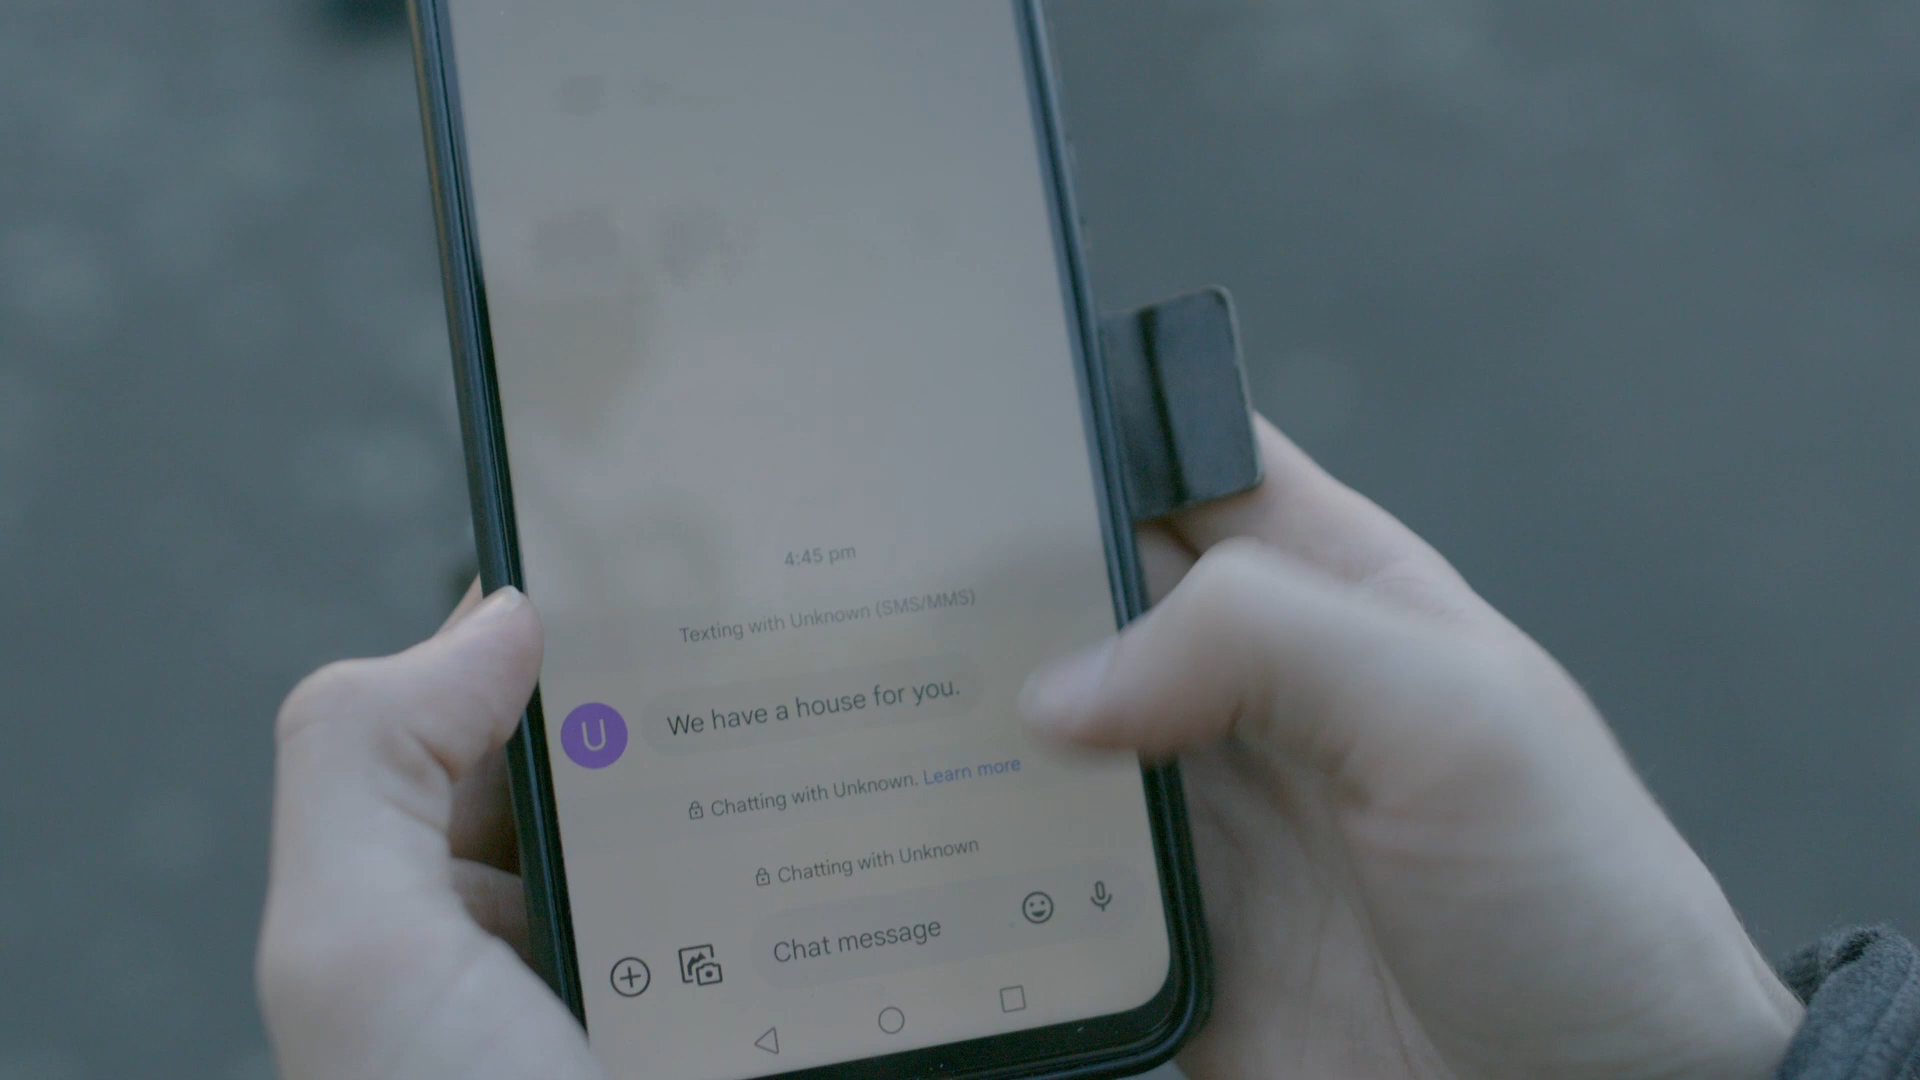 4:45 pm
Texting with Unknown (SMS/MMS)
U
We have a house for you.
Chatting with Unknown. Learn more
Chatting with Unknown
Chat message